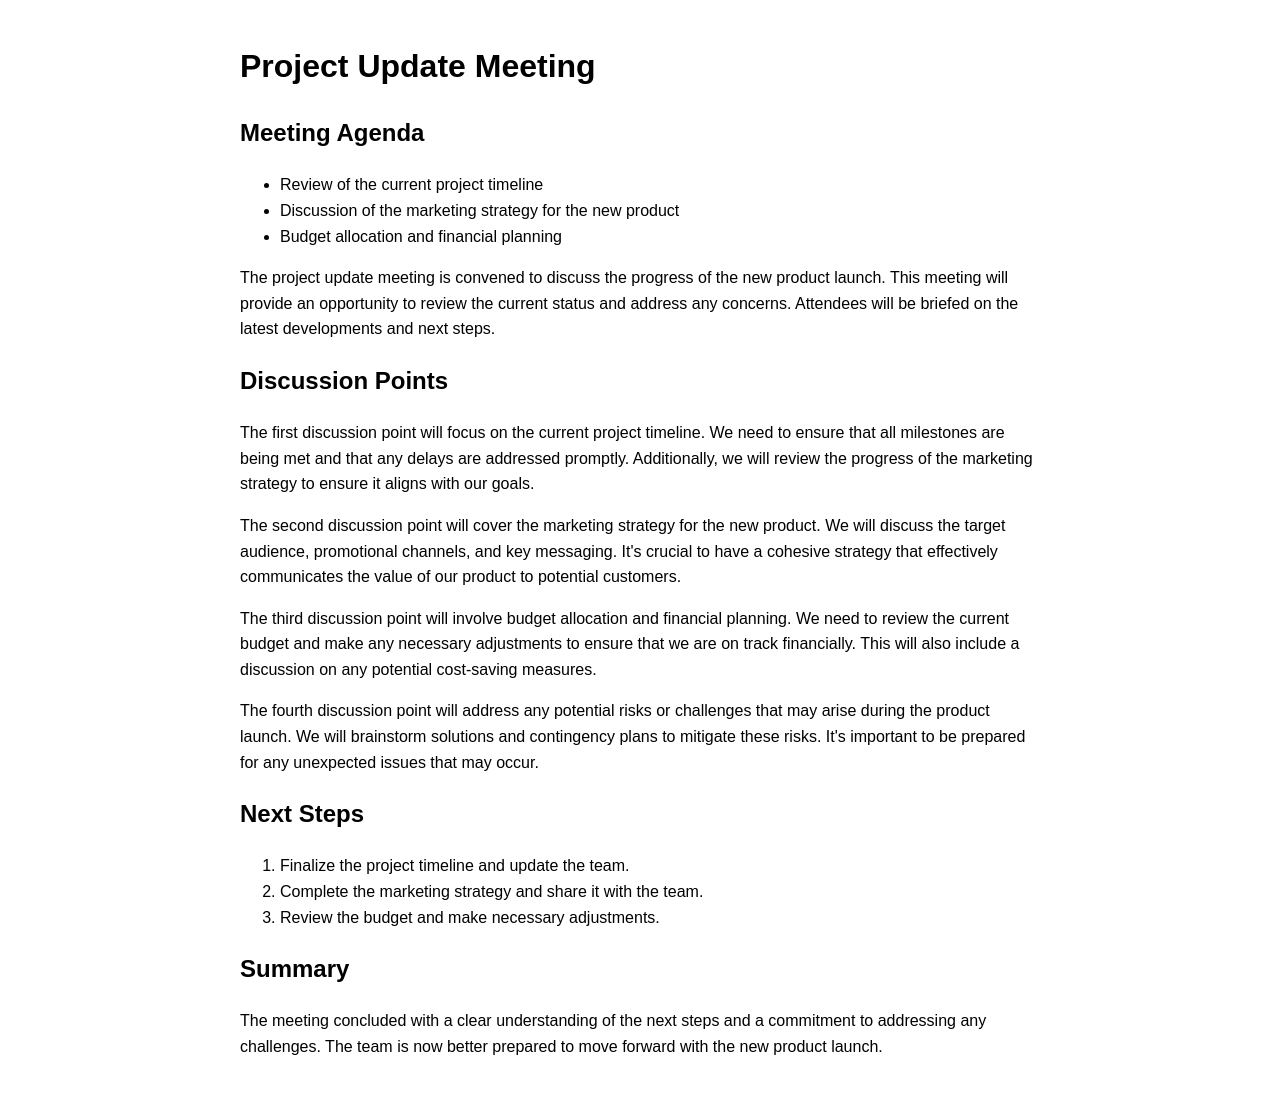 Project Update Meeting
Meeting Agenda
• Review of the current project timeline
• Discussion of the marketing strategy for the new product
• Budget allocation and financial planning
The project update meeting is convened to discuss the progress of the new product launch. This meeting will
provide an opportunity to review the current status and address any concerns. Attendees will be briefed on the
latest developments and next steps.
Discussion Points
The first discussion point will focus on the current project timeline. We need to ensure that all milestones are
being met and that any delays are addressed promptly. Additionally, we will review the progress of the marketing
strategy to ensure it aligns with our goals.
The second discussion point will cover the marketing strategy for the new product. We will discuss the target
audience, promotional channels, and key messaging. It's crucial to have a cohesive strategy that effectively
communicates the value of our product to potential customers.
The third discussion point will involve budget allocation and financial planning. We need to review the current
budget and make any necessary adjustments to ensure that we are on track financially. This will also include a
discussion on any potential cost-saving measures.
The fourth discussion point will address any potential risks or challenges that may arise during the product
launch. We will brainstorm solutions and contingency plans to mitigate these risks. It's important to be prepared
for any unexpected issues that may occur.
Next Steps
1. Finalize the project timeline and update the team.
2. Complete the marketing strategy and share it with the team.
3. Review the budget and make necessary adjustments.
Summary
The meeting concluded with a clear understanding of the next steps and a commitment to addressing any
challenges. The team is now better prepared to move forward with the new product launch.